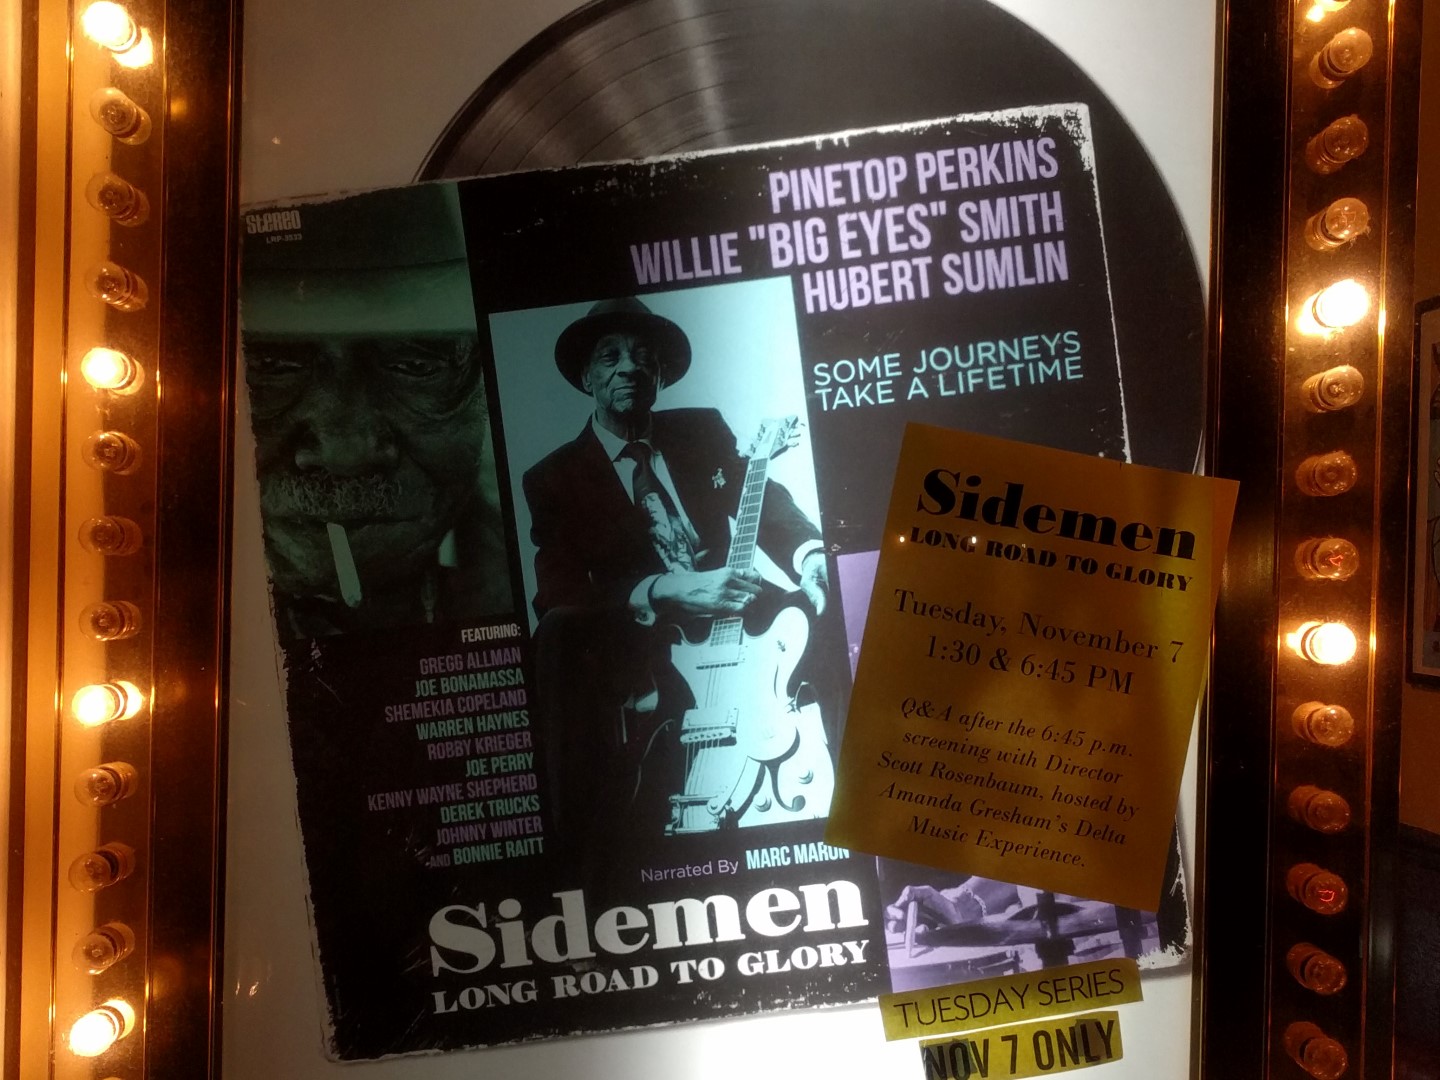 Stereo
LRP-3533
PINETOP PERKINS
WILLIE "BIG EYES" SMITH
HUBERT SUMLIN
SOME JOURNEYS
TAKE A LIFETIME
FEATURING:
GREGG ALLMAN
JOE BONAMASSA
SHEMEKIA COPELAND
WARREN HAYNES
ROBBY KRIEGER
JOE PERRY
KENNY WAYNE SHEPHERD
DEREK TRUCKS
JOHNNY WINTER
AND BONNIE RAITT
Narrated By MARC MARON
Sidemen
LONG ROAD TO GLORY
Sidemen
LONG ROAD TO GLORY
Tuesday, November 7
1:30 & 6:45 PM
Q&A after the 6:45 p.m.
screening with Director
Scott Rosenbaum, hosted by
Amanda Gresham's Delta
Music Experience.
TUESDAY SERIES
NOV 7 ONLY